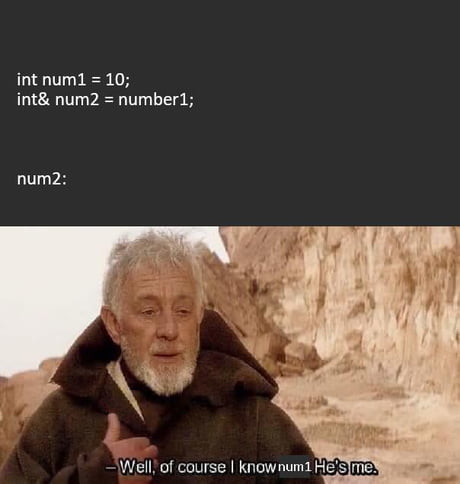 int num1 = 10;
int& num2 = number1;
num2:
– Well, of course I know num1 He's me.